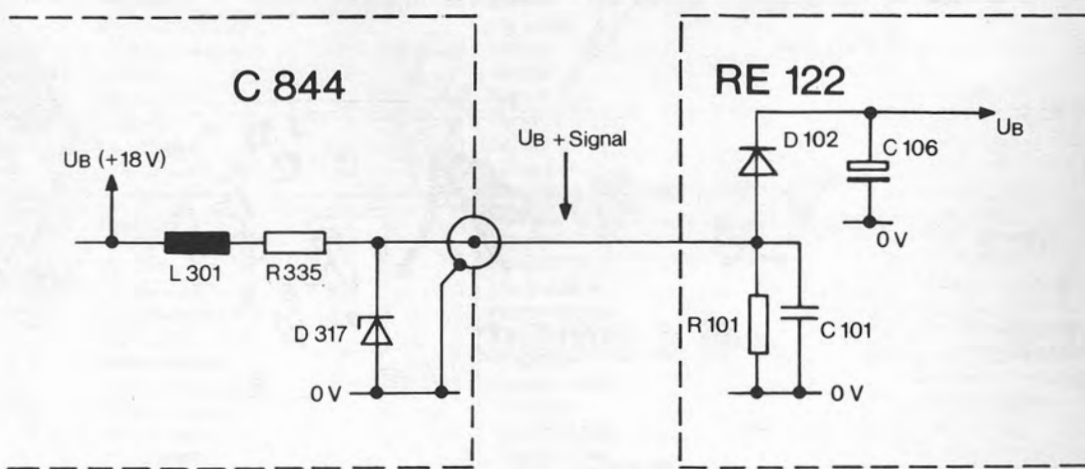 C 844
UB (+18 V)
L 301
R 335
D 317
0 V
UB + Signal
RE 122
D 102
C 106
UB
0 V
R 101
C 101
0 V